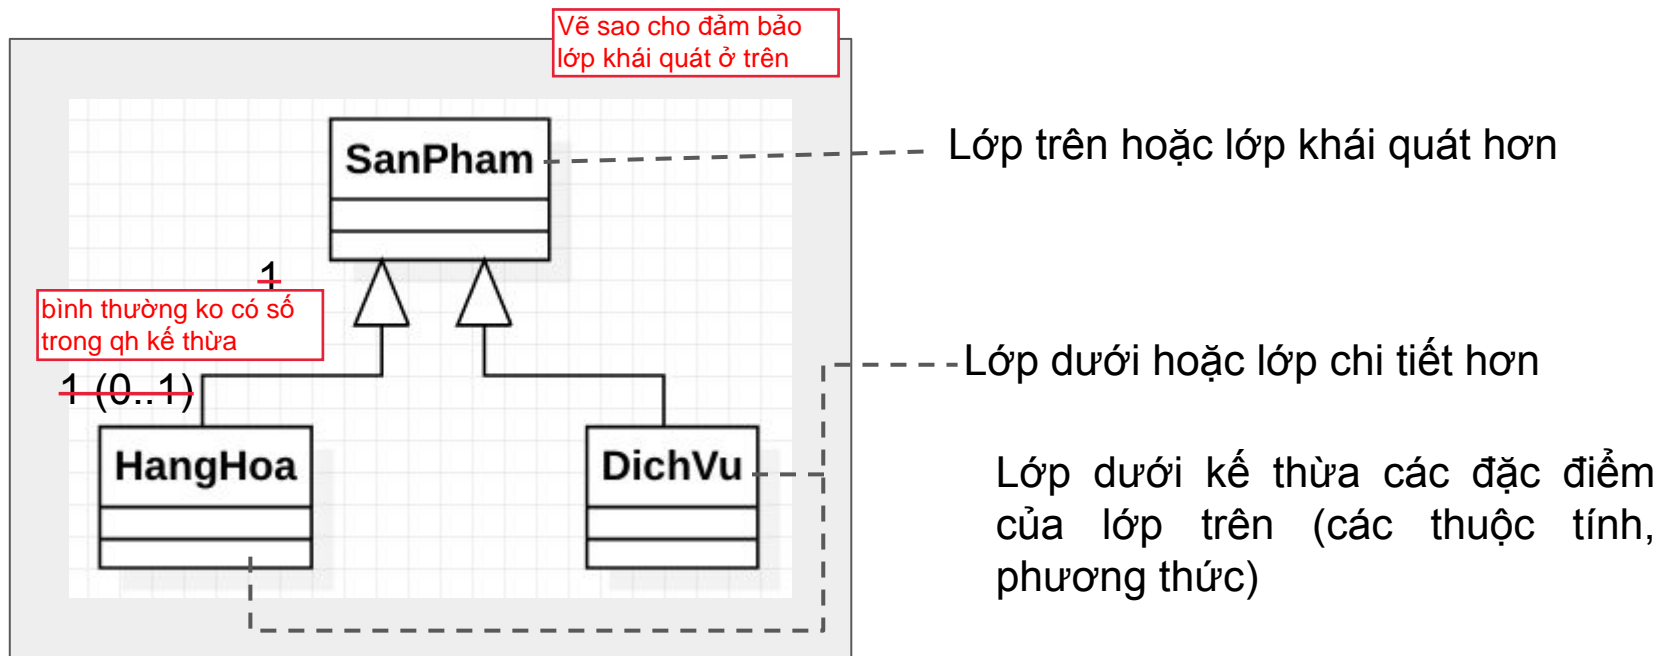 Vẽ sao cho đảm bảo
lớp khái quát ở trên
SanPham
Lớp trên hoặc lớp khái quát hơn
1
bình thường ko có số
trong qh kế thừa
1 (0..1)
Lớp dưới hoặc lớp chi tiết hơn
HangHoa
DichVu
Lớp dưới kế thừa các đặc điểm
của lớp trên (các thuộc tính,
phương thức)